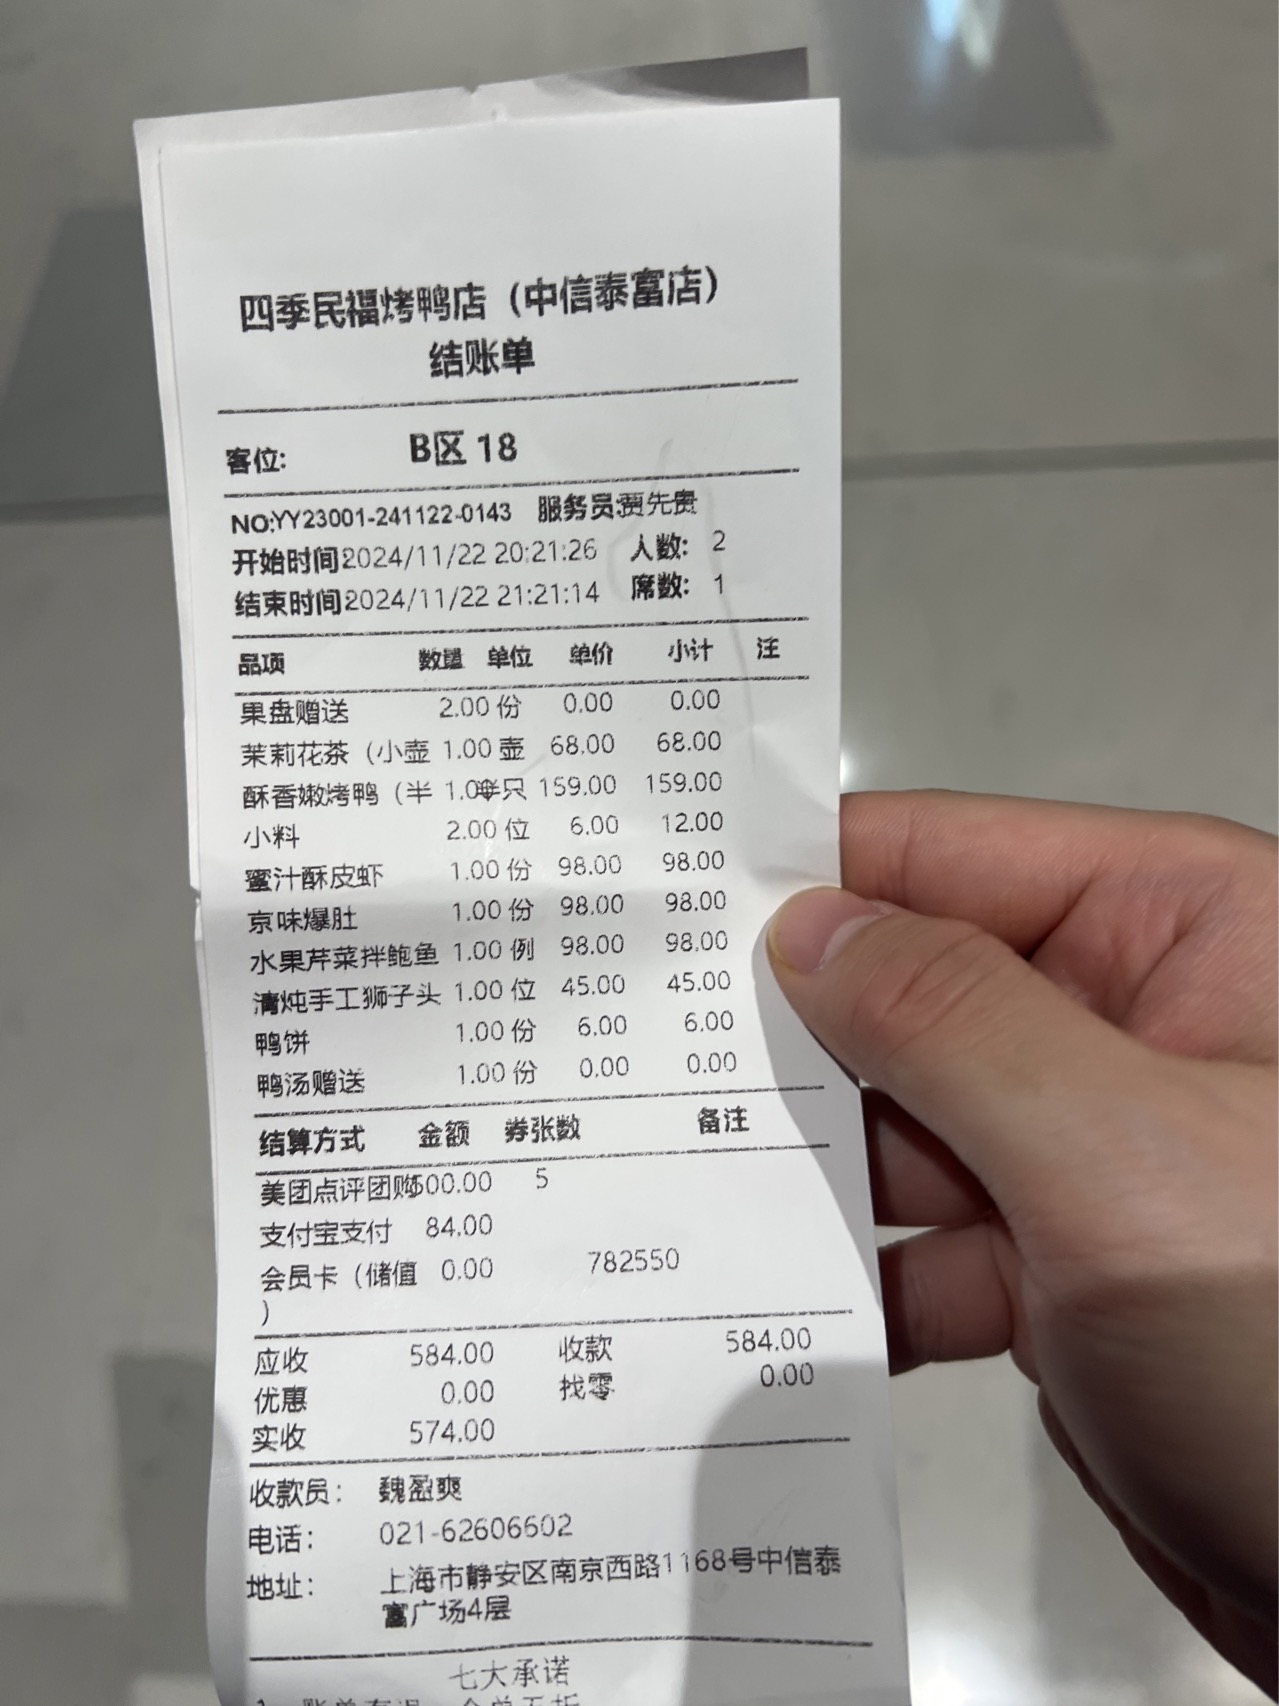 四季民福烤鸭店（中信泰富店）
结账单
客位: B区 18
NO:YY23001-241122-0143 服务员:贾先贵
开始时间2024/11/22 20:21:26 人数: 2
结束时间2024/11/22 21:21:14 席数: 1
品项 数量 单位 单价 小计 注
果盘赠送 2.00 份 0.00 0.00
茉莉花茶（小壶 1.00 壶 68.00 68.00
酥香嫩烤鸭（半 1.00 半只 159.00 159.00
小料 2.00 位 6.00 12.00
蜜汁酥皮虾 1.00 份 98.00 98.00
京味爆肚 1.00 份 98.00 98.00
水果芹菜拌鲍鱼 1.00 例 98.00 98.00
清炖手工狮子头 1.00 位 45.00 45.00
鸭饼 1.00 份 6.00 6.00
鸭汤赠送 1.00 份 0.00 0.00
结算方式 金额 券张数 备注
美团点评团购500.00 5
支付宝支付 84.00
会员卡（储值 0.00 782550
）
应收 584.00 收款 584.00
优惠 0.00 找零 0.00
实收 574.00
收款员: 魏盈爽
电话: 021-62606602
地址: 上海市静安区南京西路1168号中信泰
富广场4层
七大承诺